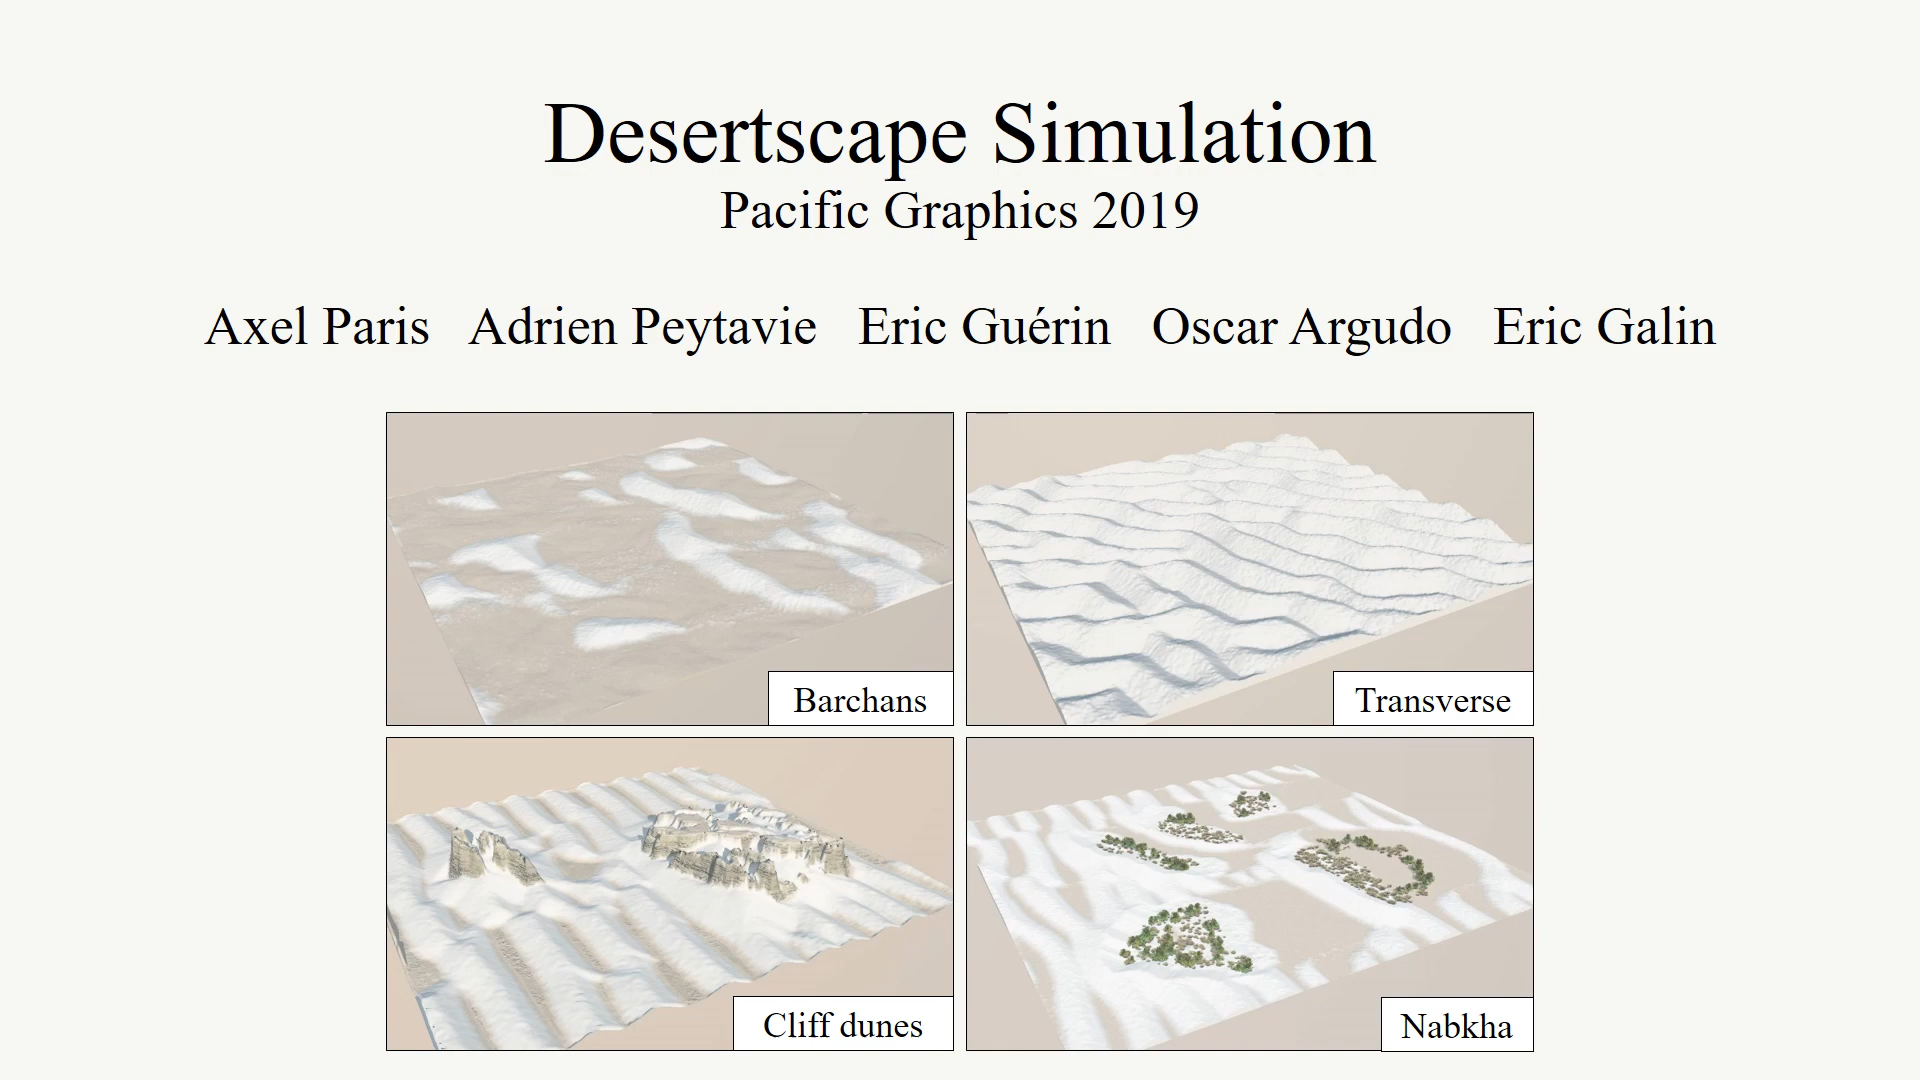 Desertscape Simulation
Pacific Graphics 2019
Axel Paris Adrien Peytavie Eric Guérin Oscar Argudo Eric Galin
Barchans
Transverse
Cliff dunes
Nabkha